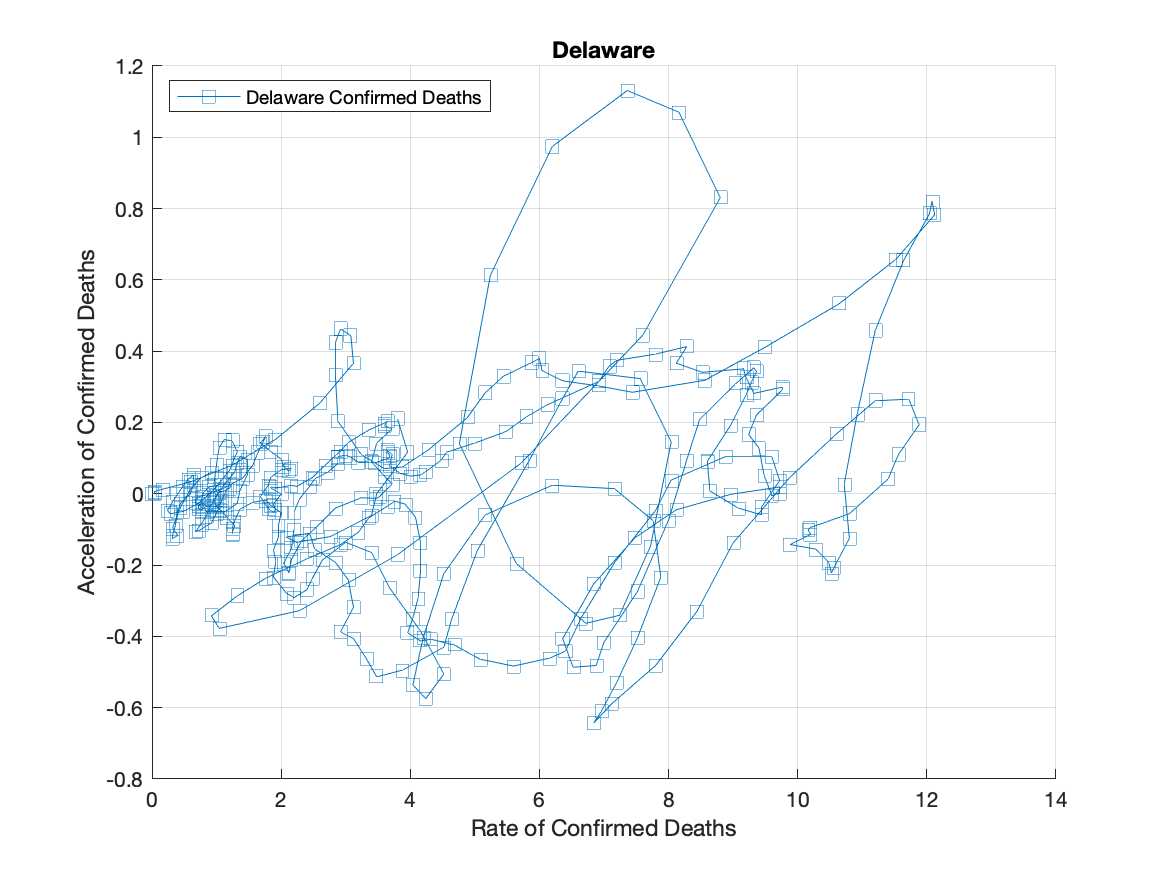 Delaware
Delaware Confirmed Deaths
Acceleration of Confirmed Deaths
1.2
1
0.8
0.6
0.4
0.2
0
-0.2
-0.4
-0.6
-0.8
0 2 4 6 8 10 12 14
Rate of Confirmed Deaths